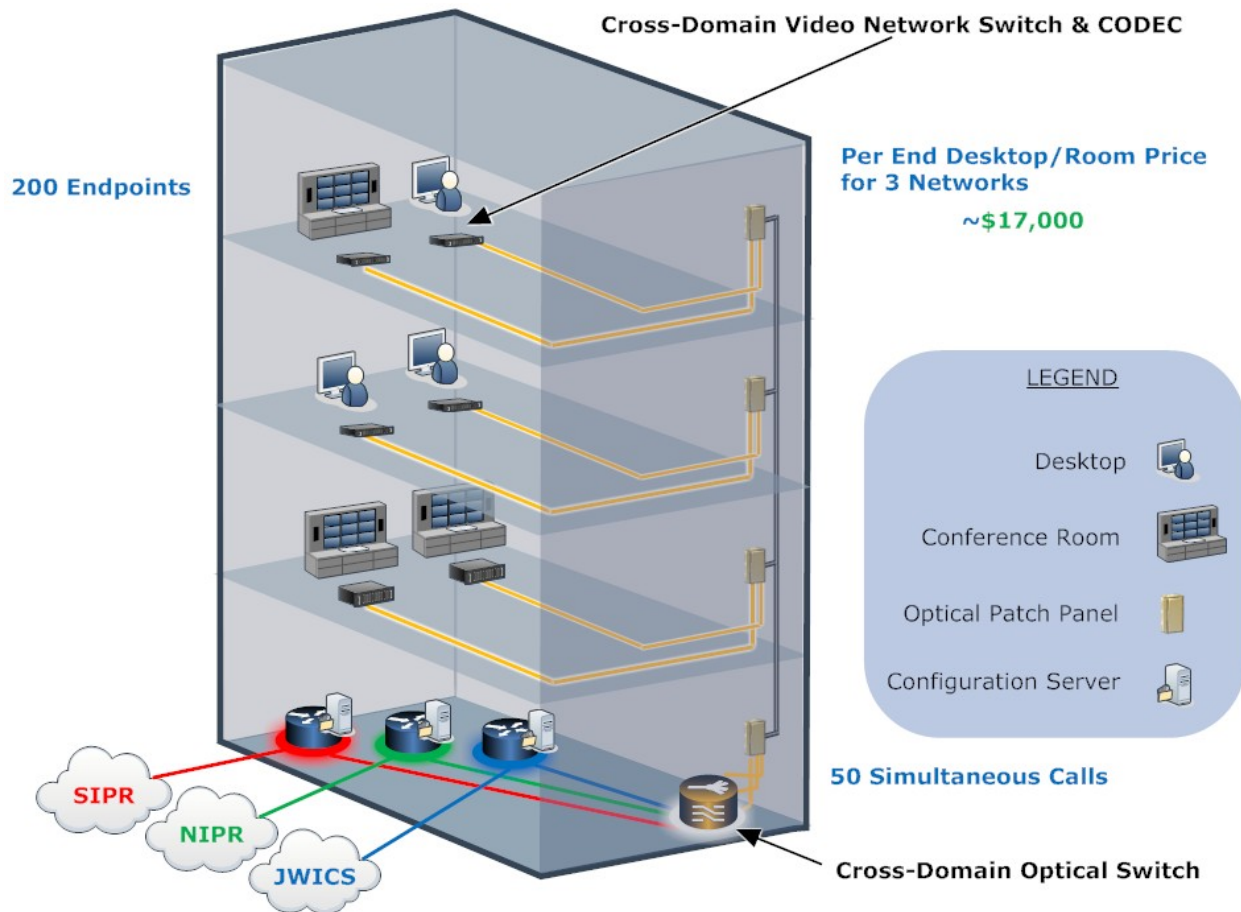 Cross-Domain Video Network Switch & CODEC
200 Endpoints
Per End Desktop/Room Price
for 3 Networks
~$17,000
LEGEND
Desktop
Conference Room
Optical Patch Panel
Configuration Server
SIPR
NIPR
JWICS
50 Simultaneous Calls
Cross-Domain Optical Switch